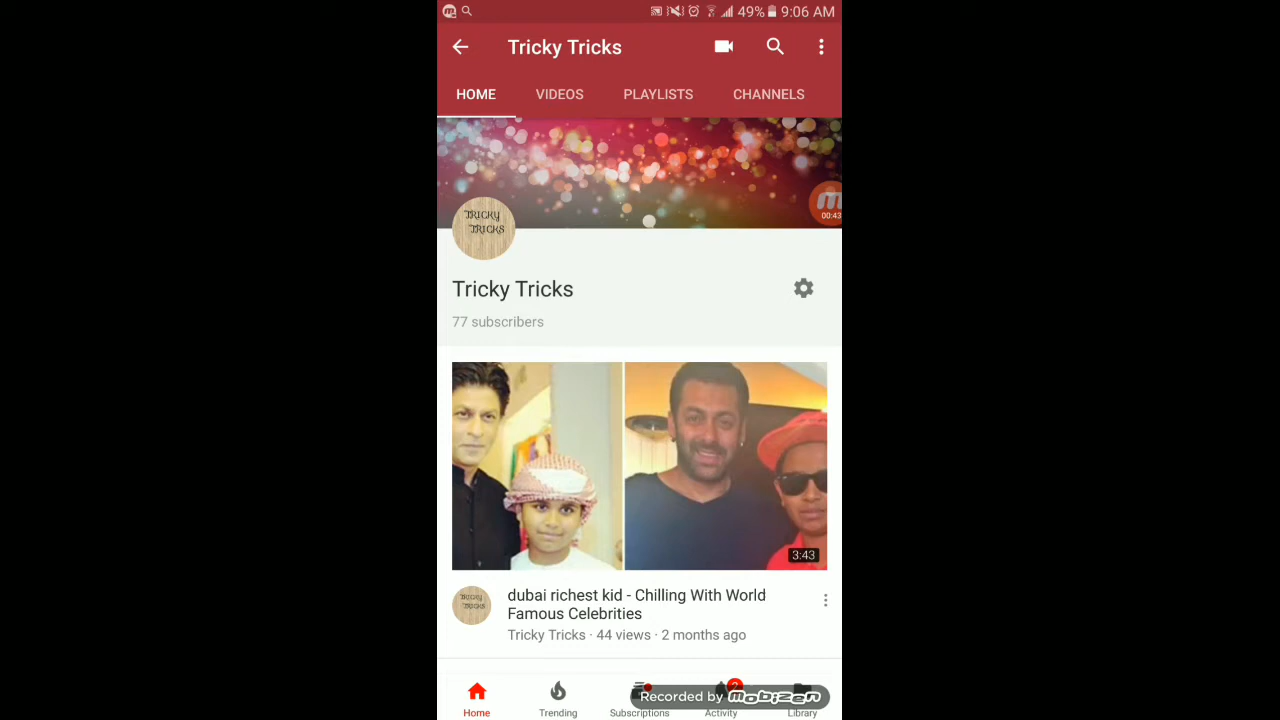 49% 9:06 AM
Tricky Tricks
HOME VIDEOS PLAYLISTS CHANNELS
00:43
TRICKY
TRICKS
Tricky Tricks
77 subscribers
3:43
dubai richest kid - Chilling With World
Famous Celebrities
TRICKY
TRICKS
Tricky Tricks · 44 views · 2 months ago
2
Recorded by mobizen
Home Trending Subscriptions Activity Library